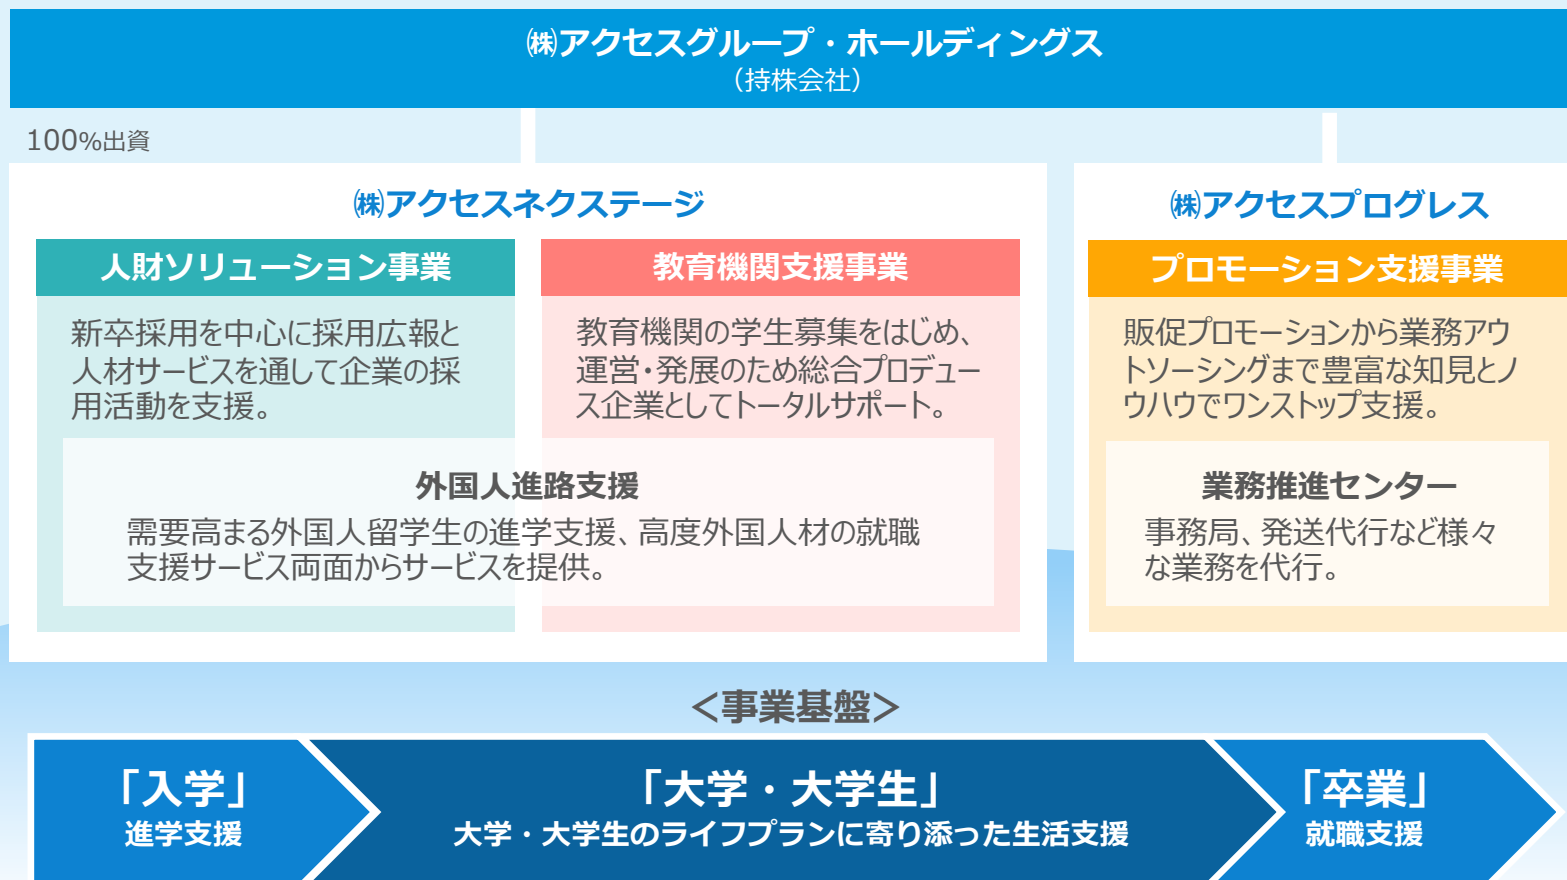 ㈱アクセスグループ・ホールディングス
（持株会社）
100%出資
㈱アクセスネクステージ
人財ソリューション事業
新卒採用を中心に採用広報と
人材サービスを通して企業の採
用活動を支援。
教育機関支援事業
教育機関の学生募集をはじめ、
運営・発展のため総合プロデュー
ス企業としてトータルサポート。
外国人進路支援
需要高まる外国人留学生の進学支援、高度外国人材の就職
支援サービス両面からサービスを提供。
㈱アクセスプログレス
プロモーション支援事業
販促プロモーションから業務アウ
トソーシングまで豊富な知見とノ
ウハウでワンストップ支援。
業務推進センター
事務局、発送代行など様々
な業務を代行。
＜事業基盤＞
「入学」
進学支援
「大学・大学生」
大学・大学生のライフプランに寄り添った生活支援
「卒業」
就職支援